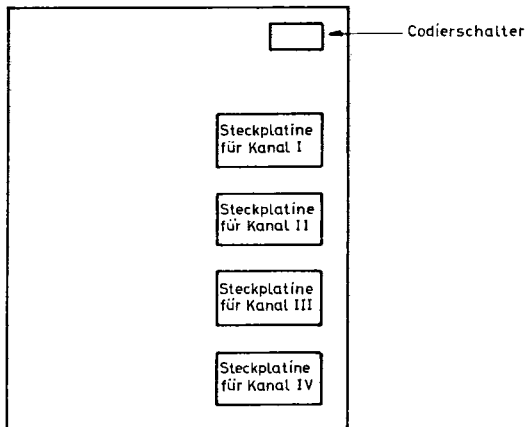 Codierschalter
Steckplatine
für Kanal I
Steckplatine
für Kanal II
Steckplatine
für Kanal III
Steckplatine
für Kanal IV